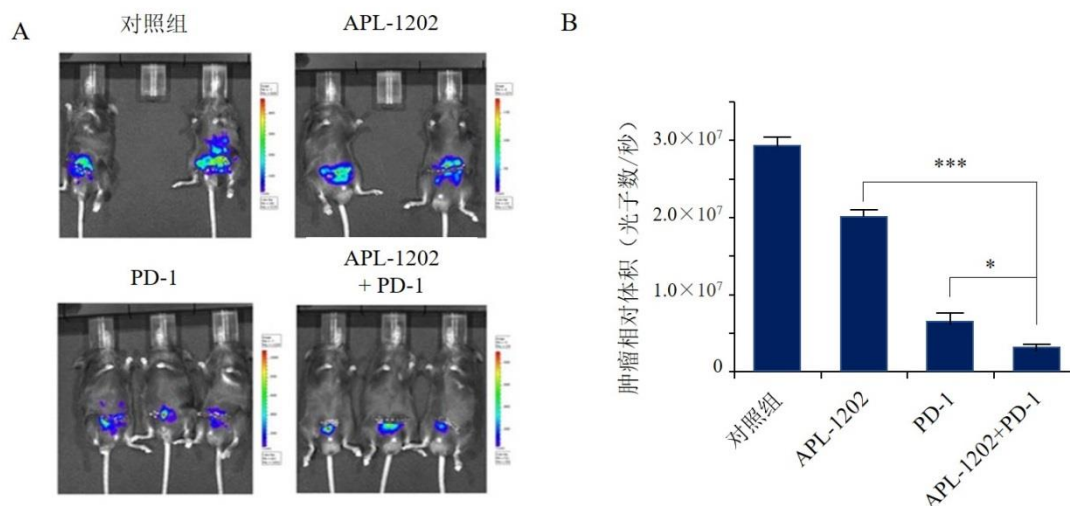 A
对照组
APL-1202
PD-1
APL-1202
+ PD-1
B
肿瘤相对体积（光子数/秒）
3.0×10⁷
2.0×10⁷
1.0×10⁷
0
***
*
对照组
APL-1202
PD-1
APL-1202+PD-1